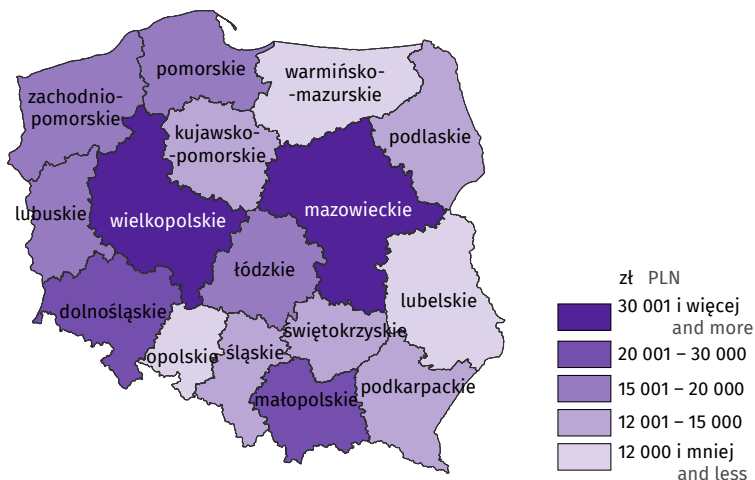 pomorskie
warmińsko-
-mazurskie
zachodnio-
pomorskie
kujawsko-
-pomorskie
podlaskie
lubuskie
wielkopolskie
mazowieckie
łódzkie
lubelskie
dolnośląskie
opolskie
śląskie
świętokrzyskie
małopolskie
podkarpackie
zł PLN
30 001 i więcej
and more
20 001 – 30 000
15 001 – 20 000
12 001 – 15 000
12 000 i mniej
and less